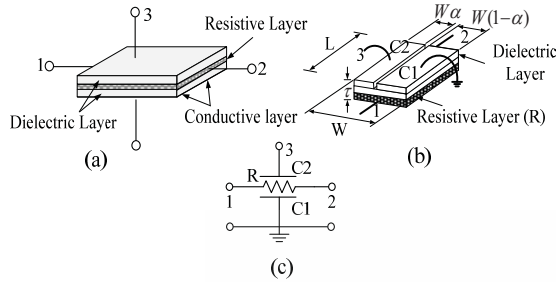 3
Resistive Layer
1
2
Dielectric Layer
Conductive layer
(a)
Wα
W(1-α)
L
3
C2
2
C1
Dielectric
Layer
τ
1
W
Resistive Layer (R)
(b)
3
R
C2
1
2
C1
(c)